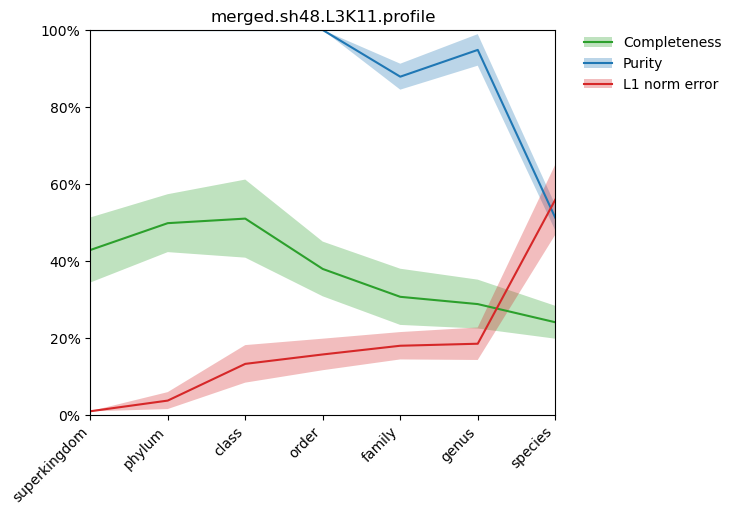 merged.sh48.L3K11.profile
100%
80%
60%
40%
20%
0%
superkingdom
phylum
class
order
family
genus
species
Completeness
Purity
L1 norm error